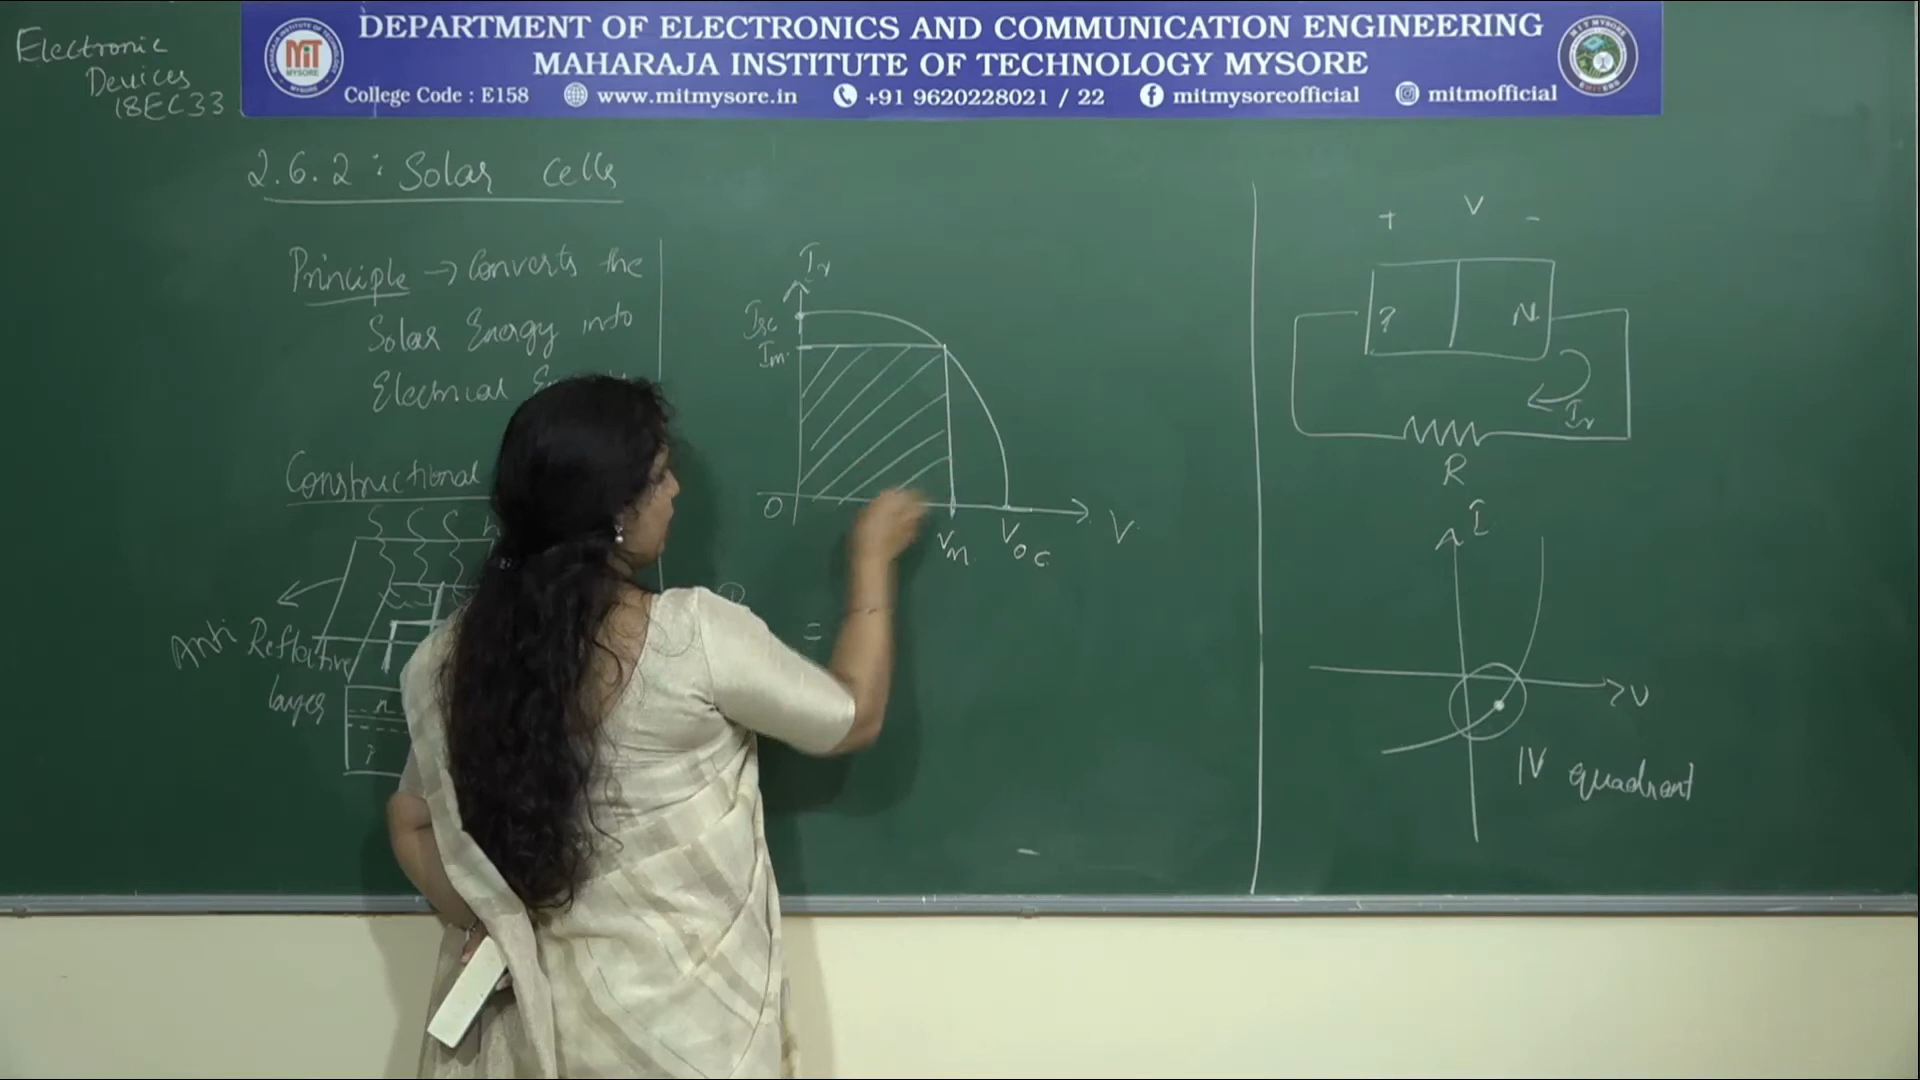 Electronic
Devices
18EC33
DEPARTMENT OF ELECTRONICS AND COMMUNICATION ENGINEERING
MAHARAJA INSTITUTE OF TECHNOLOGY MYSORE
College Code : E158 www.mitmysore.in +91 9620228021 / 22 mitmysoreofficial mitmofficial
MIT
MYSORE
2.6.2 : Solar cells
Principle → Converts the
Solar Energy into
Electrical
Constructional
Anti Reflective
layer
n
P
Ir
Isc
Im
O
Vm
Voc
V
=
+ V -
P N
Ir
R
I
V
IV quadrant